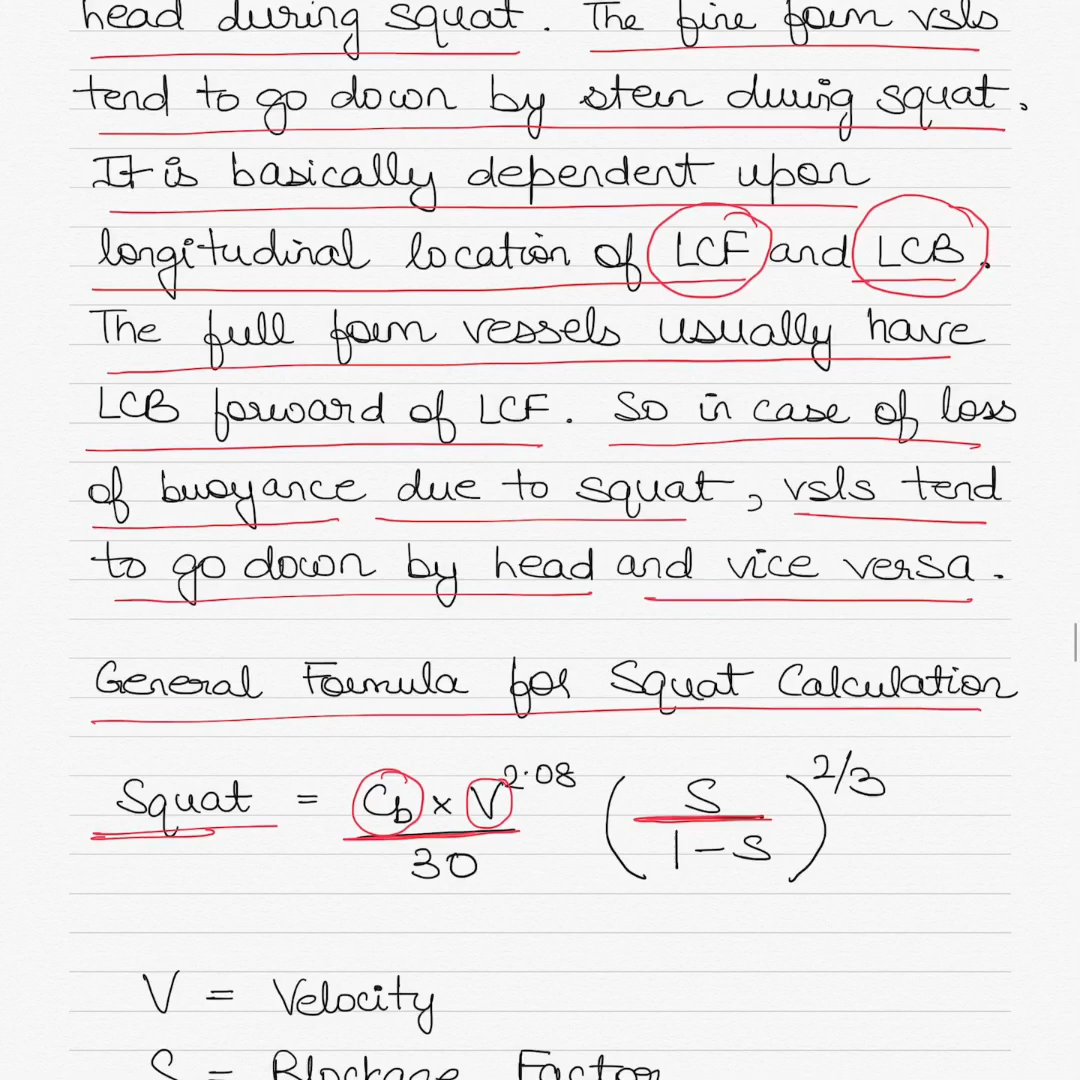 head during squat. The fine form vsls
tend to go down by stern during squat.
It is basically dependent upon
longitudinal location of LCF and LCB.
The full form vessels usually have
LCB forward of LCF. So in case of loss
of buoyance due to squat, vsls tend
to go down by head and vice versa.
General Formula for Squat Calculation
Squat = Cb x V^2.08 / 30 (S / 1-S)^2/3
V = Velocity
S = Blockage Factor